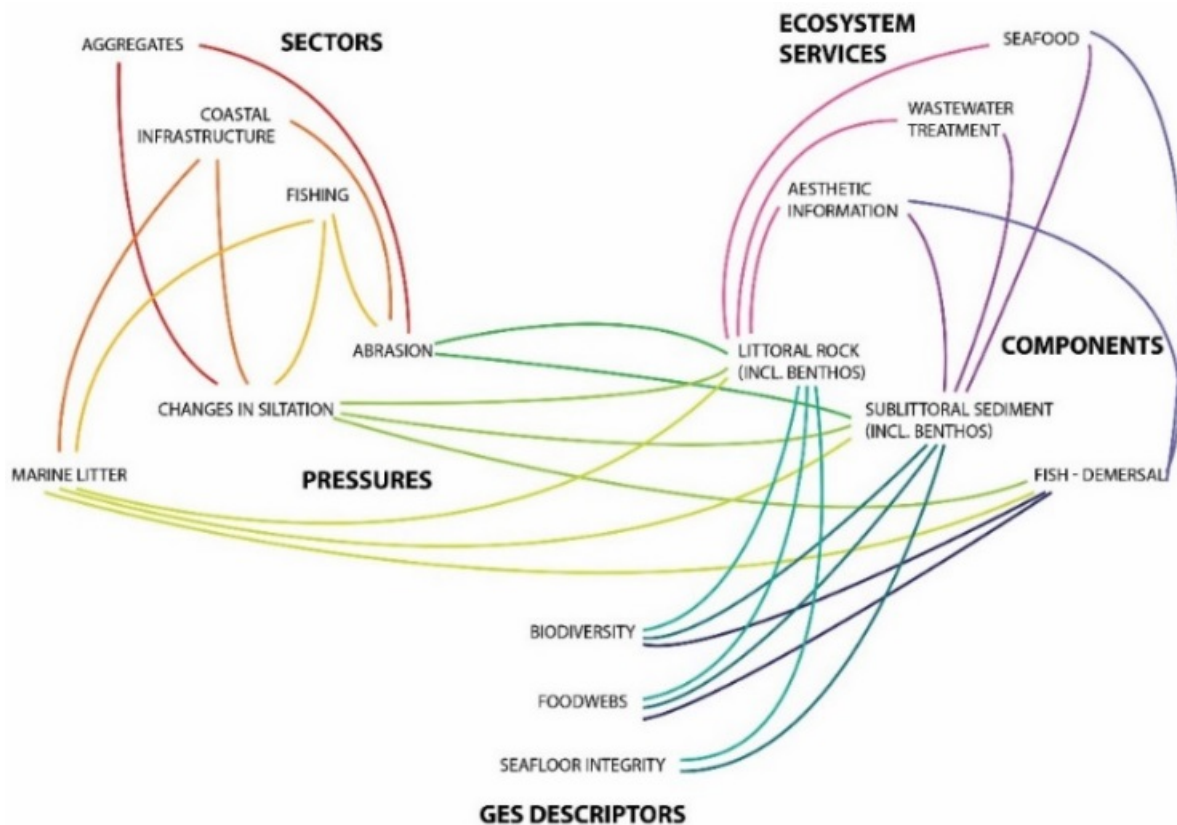 AGGREGATES
SECTORS
COASTAL
INFRASTRUCTURE
FISHING
ECOSYSTEM
SERVICES
SEAFOOD
WASTEWATER
TREATMENT
AESTHETIC
INFORMATION
ABRASION
CHANGES IN SILTATION
MARINE LITTER
PRESSURES
LITTORAL ROCK
(INCL. BENTHOS)
COMPONENTS
SUBLITTORAL SEDIMENT
(INCL. BENTHOS)
FISH - DEMERSAL
BIODIVERSITY
FOODWEBS
SEAFLOOR INTEGRITY
GES DESCRIPTORS